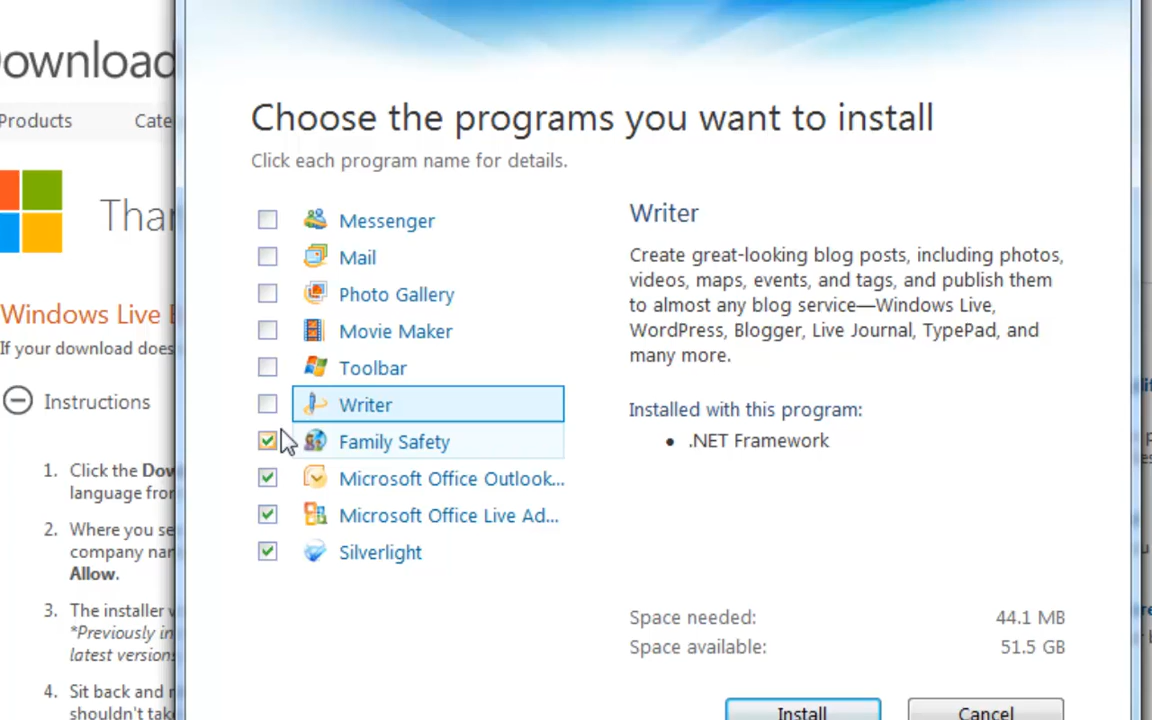 Download
Products Cate
Choose the programs you want to install
Click each program name for details.
Messenger
Mail
Photo Gallery
Movie Maker
Toolbar
Writer
Family Safety
Microsoft Office Outlook...
Microsoft Office Live Ad...
Silverlight
Writer
Create great-looking blog posts, including photos,
videos, maps, events, and tags, and publish them
to almost any blog service—Windows Live,
WordPress, Blogger, Live Journal, TypePad, and
many more.
Installed with this program:
• .NET Framework
Space needed: 44.1 MB
Space available: 51.5 GB
Install Cancel
Tha
Windows Live
If your download does
Instructions
1. Click the Dow
language fro
2. Where you se
company na
Allow.
3. The installer
*Previously in
latest version
4. Sit back and
shouldn't tak